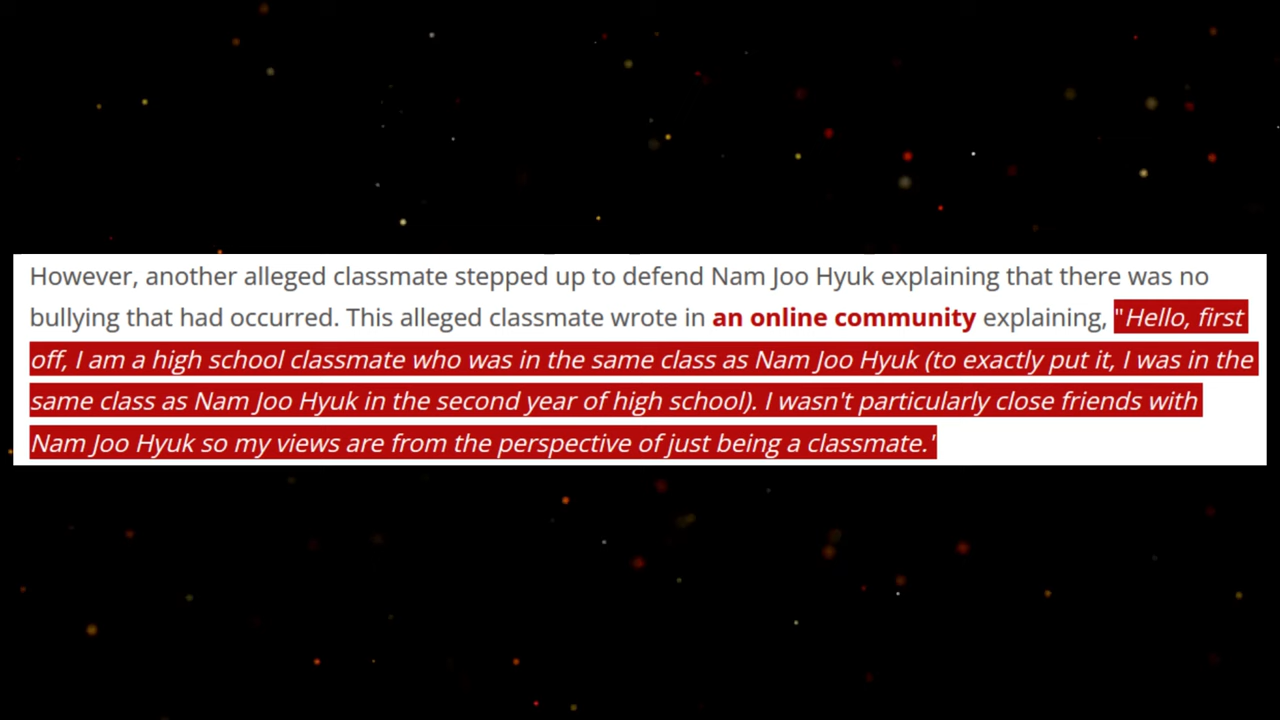 However, another alleged classmate stepped up to defend Nam Joo Hyuk explaining that there was no
bullying that had occurred. This alleged classmate wrote in an online community explaining, "Hello, first
off, I am a high school classmate who was in the same class as Nam Joo Hyuk (to exactly put it, I was in the
same class as Nam Joo Hyuk in the second year of high school). I wasn't particularly close friends with
Nam Joo Hyuk so my views are from the perspective of just being a classmate.'